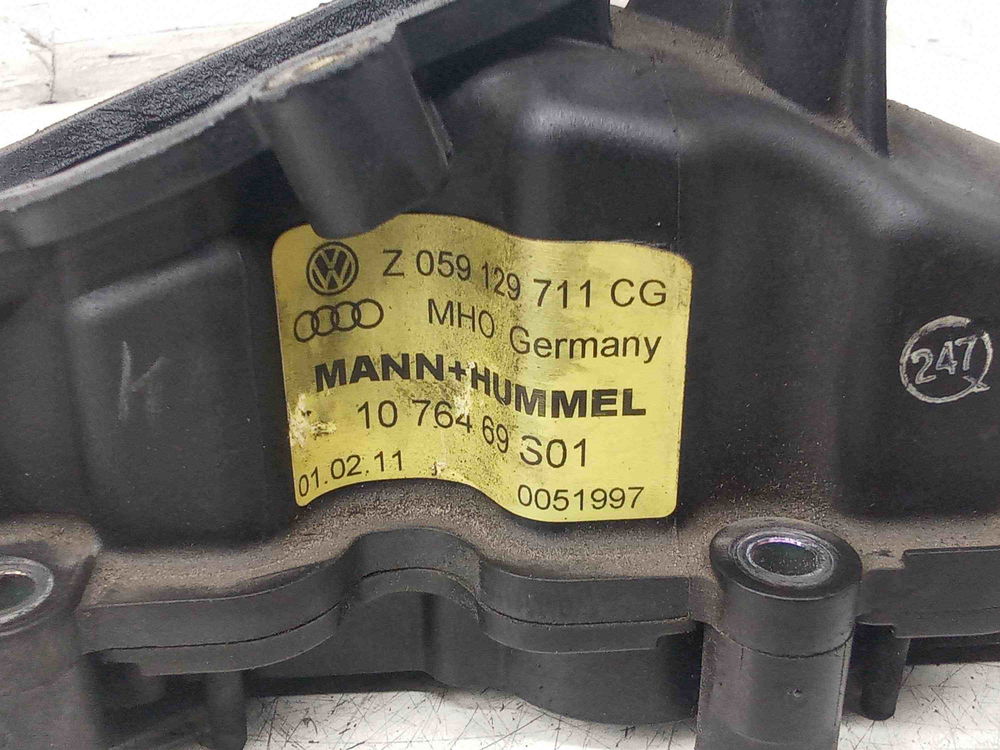 Z 059 129 711 CG
MHO Germany
MANN+HUMMEL
10 764 69 S01
01.02.11
0051997
247
K